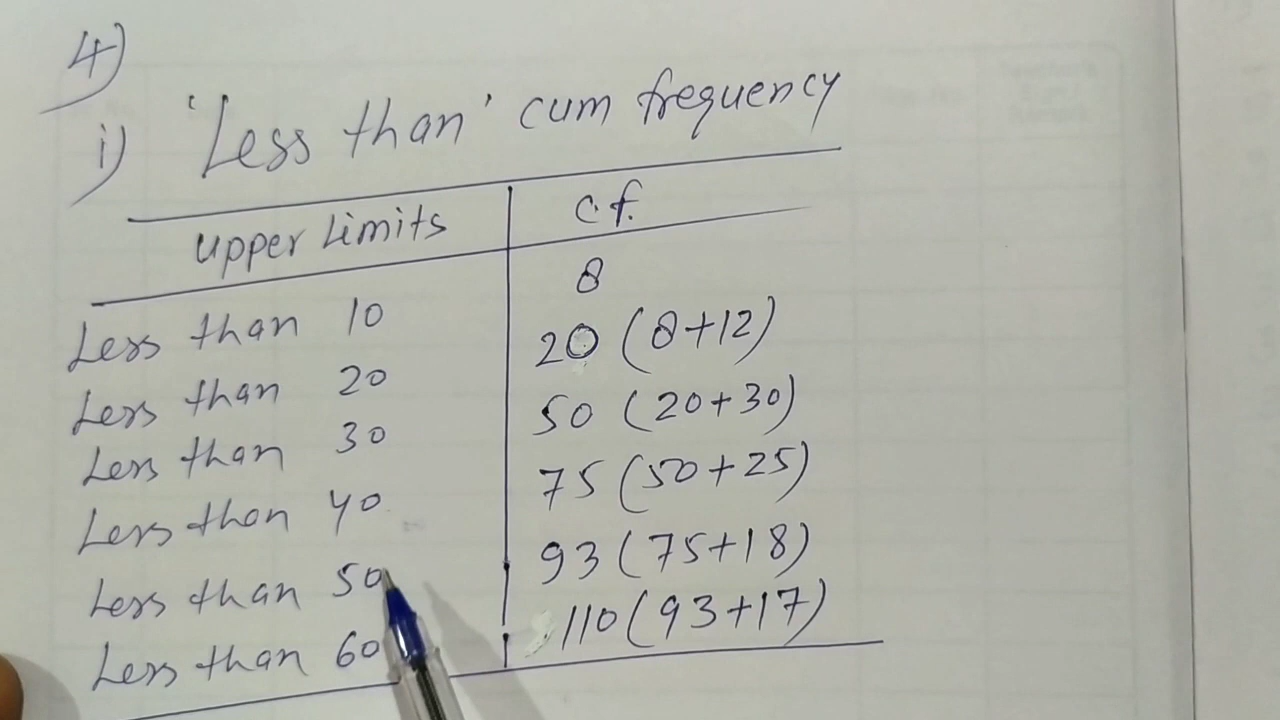 4)
i) 'Less than' cum frequency
upper Limits c.f.
Less than 10 8
Less than 20 20 (8+12)
Less than 30 50 (20+30)
Less than 40 75 (50+25)
Less than 50 93 (75+18)
Less than 60 110 (93+17)